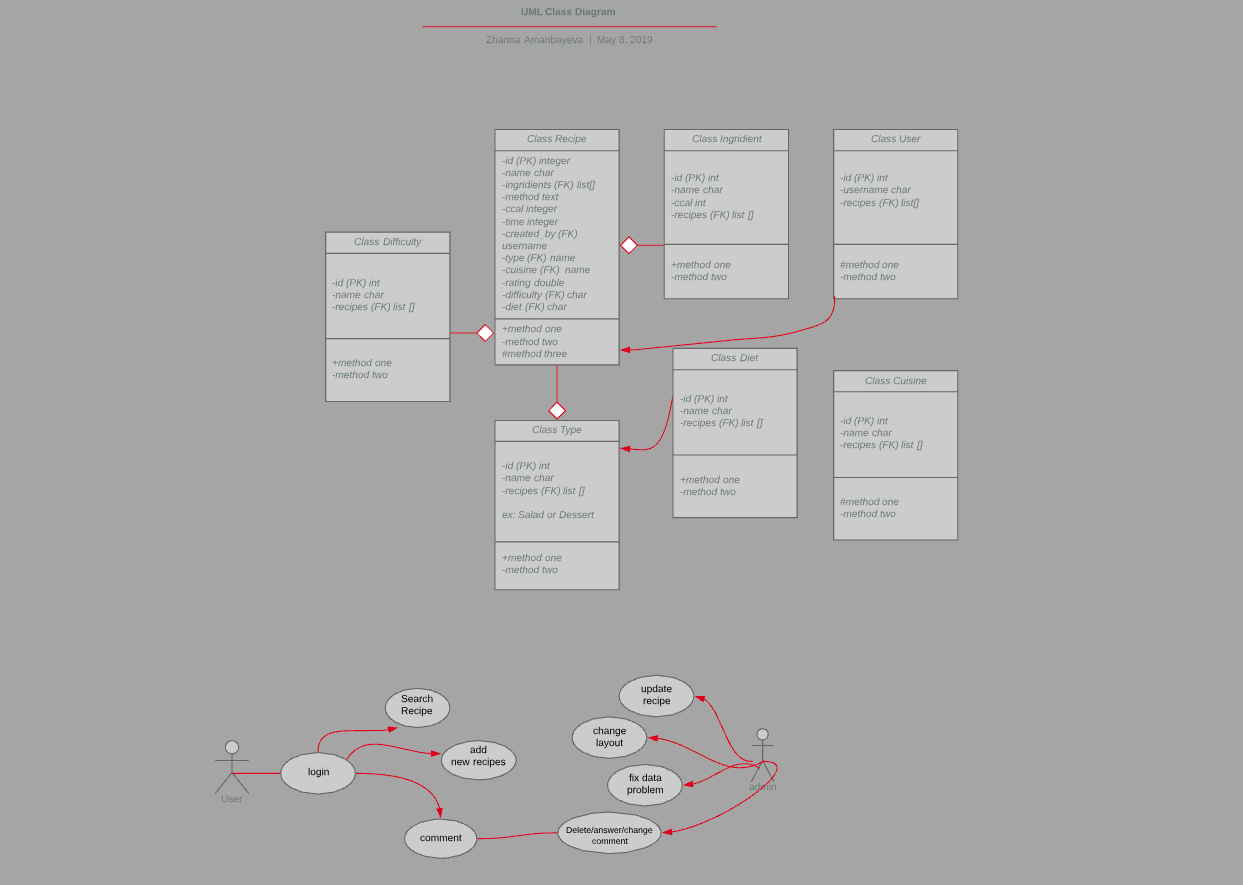 UML Class Diagram
Zhanna Amanbayeva | May 8, 2019
Class Recipe
-id (PK) integer
-name char
-ingridients (FK) list[]
-method text
-ccal integer
-time integer
-created_by (FK)
username
-type (FK) name
-cuisine (FK) name
-rating double
-difficulty (FK) char
-diet (FK) char
+method one
-method two
#method three
Class Ingridient
-id (PK) int
-name char
-ccal int
-recipes (FK) list []
+method one
-method two
Class User
-id (PK) int
-username char
-recipes (FK) list[]
#method one
-method two
Class Difficulty
-id (PK) int
-name char
-recipes (FK) list []
+method one
-method two
Class Diet
-id (PK) int
-name char
-recipes (FK) list []
+method one
-method two
Class Cuisine
-id (PK) int
-name char
-recipes (FK) list []
#method one
-method two
Class Type
-id (PK) int
-name char
-recipes (FK) list []
ex: Salad or Dessert
+method one
-method two
Search
Recipe
add
new recipes
login
User
comment
update
recipe
change
layout
fix data
problem
admin
Delete/answer/change
comment